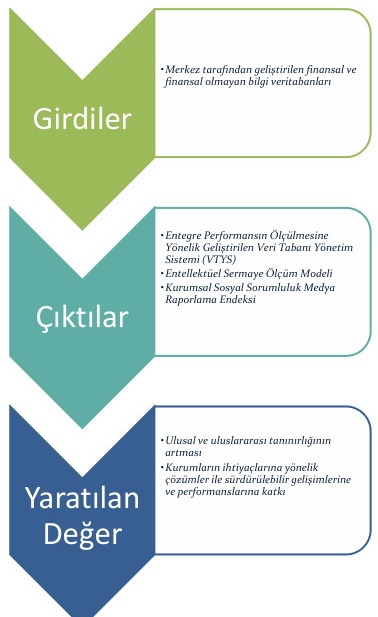 Girdiler
•Merkez tarafından geliştirilen finansal ve
finansal olmayan bilgi veritabanları
Çıktılar
•Entegre Performansın Ölçülmesine
Yönelik Geliştirilen Veri Tabanı Yönetim
Sistemi (VTYS)
•Entellektüel Sermaye Ölçüm Modeli
•Kurumsal Sosyal Sorumluluk Medya
Raporlama Endeksi
Yaratılan
Değer
•Ulusal ve uluslararası tanınırlığının
artması
•Kurumların ihtiyaçlarına yönelik
çözümler ile sürdürülebilir gelişimlerine
ve performanslarına katkı